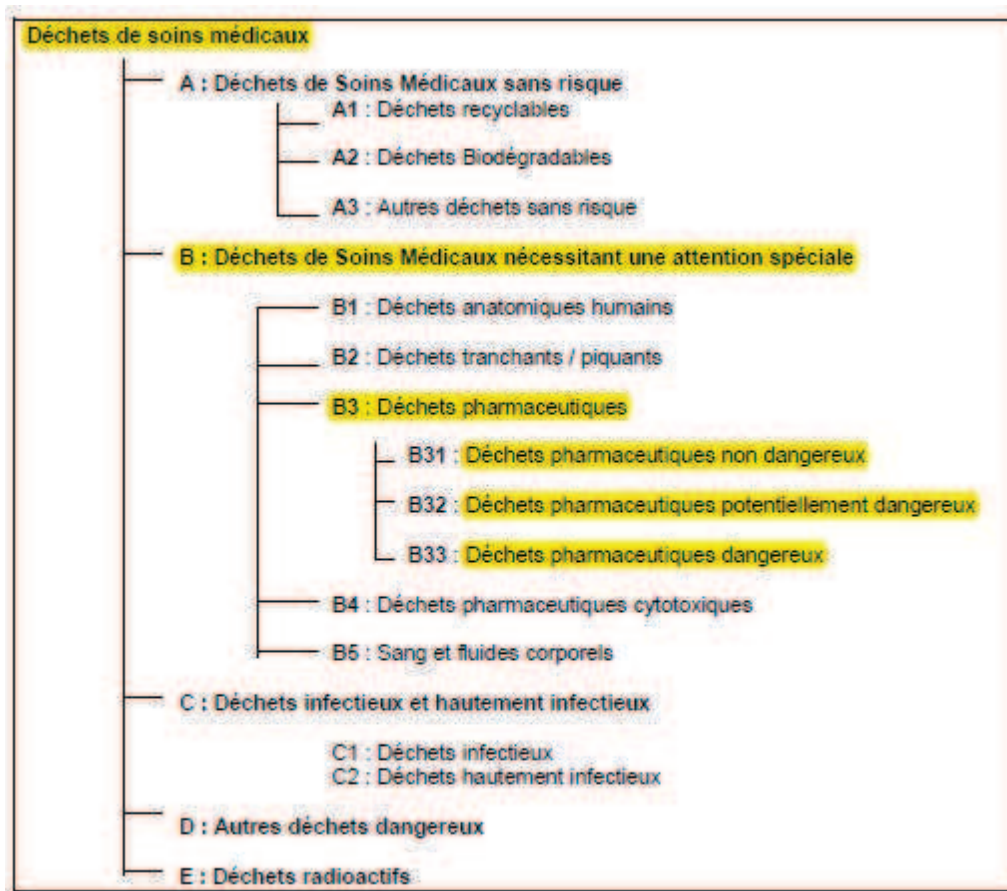 Déchets de soins médicaux
A : Déchets de Soins Médicaux sans risque
A1 : Déchets recyclables
A2 : Déchets Biodégradables
A3 : Autres déchets sans risque
B : Déchets de Soins Médicaux nécessitant une attention spéciale
B1 : Déchets anatomiques humains
B2 : Déchets tranchants / piquants
B3 : Déchets pharmaceutiques
B31 : Déchets pharmaceutiques non dangereux
B32 : Déchets pharmaceutiques potentiellement dangereux
B33 : Déchets pharmaceutiques dangereux
B4 : Déchets pharmaceutiques cytotoxiques
B5 : Sang et fluides corporels
C : Déchets infectieux et hautement infectieux
C1 : Déchets infectieux
C2 : Déchets hautement infectieux
D : Autres déchets dangereux
E : Déchets radioactifs